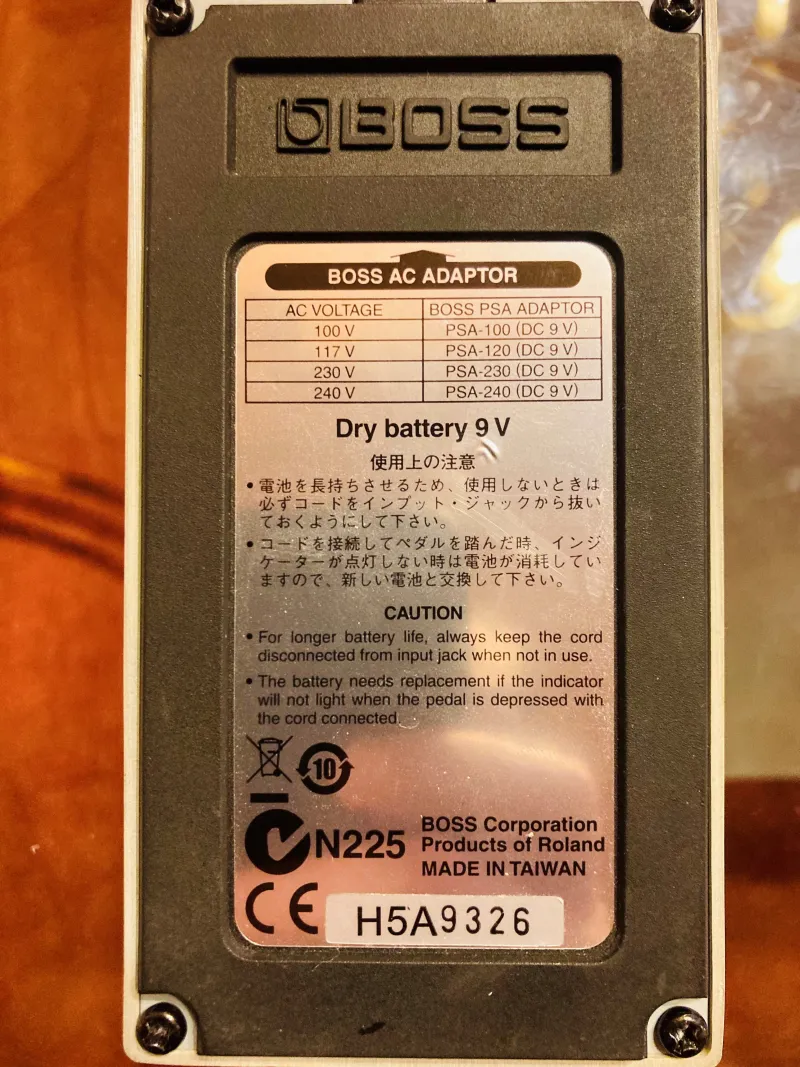 BOSS
BOSS AC ADAPTOR
AC VOLTAGE BOSS PSA ADAPTOR
100 V PSA-100 (DC 9 V)
117 V PSA-120 (DC 9 V)
230 V PSA-230 (DC 9 V)
240 V PSA-240 (DC 9 V)
Dry battery 9 V
使用上の注意
• 電池を長持ちさせるため、使用しないときは
必ずコードをインプット・ジャックから抜い
ておくようにして下さい。
• コードを接続してペダルを踏んだ時、インジ
ケーターが点灯しない時は電池が消耗してい
ますので、新しい電池と交換して下さい。
CAUTION
• For longer battery life, always keep the cord
disconnected from input jack when not in use.
• The battery needs replacement if the indicator
will not light when the pedal is depressed with
the cord connected.
10
N225
BOSS Corporation
Products of Roland
MADE IN TAIWAN
CE
H5A9326